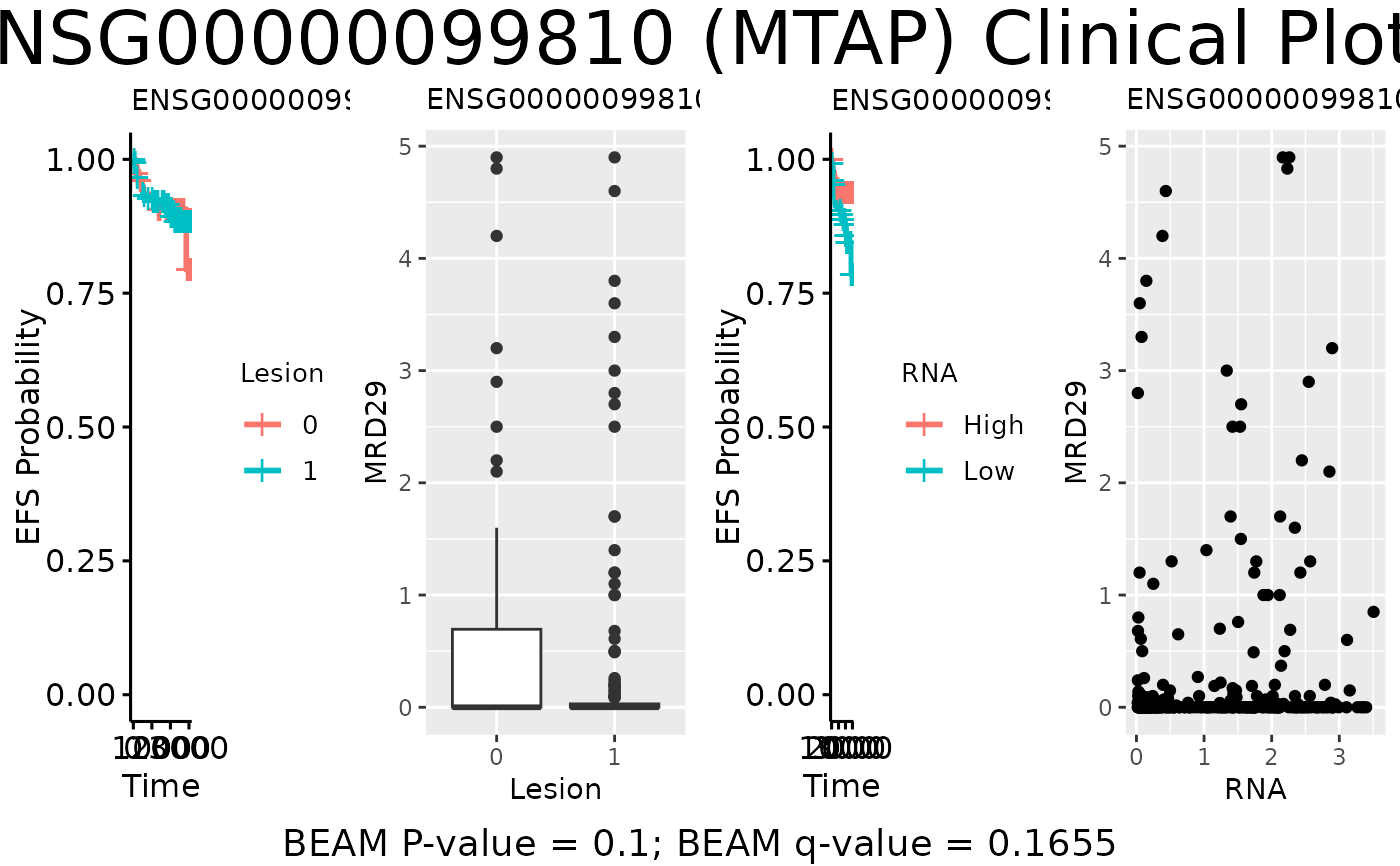 NSG00000099810 (MTAP) Clinical Plot
ENSG0000009
ENSG00000099810
ENSG0000009
ENSG00000099810
EFS Probability
1.00
0.75
0.50
0.25
0.00
Time
Lesion
0
1
MRD29
5
4
3
2
1
0
0
1
Lesion
EFS Probability
1.00
0.75
0.50
0.25
0.00
Time
RNA
High
Low
MRD29
5
4
3
2
1
0
0
1
2
3
RNA
BEAM P-value = 0.1; BEAM q-value = 0.1655